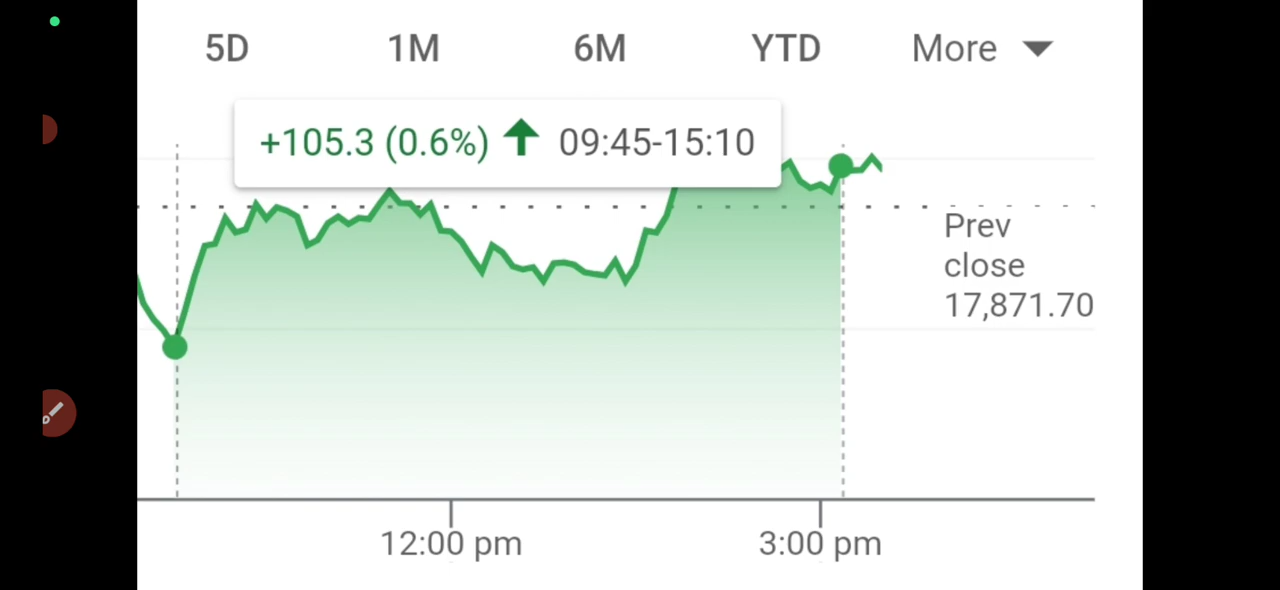 5D 1M 6M YTD More
+105.3 (0.6%) 09:45-15:10
Prev
close
17,871.70
12:00 pm 3:00 pm